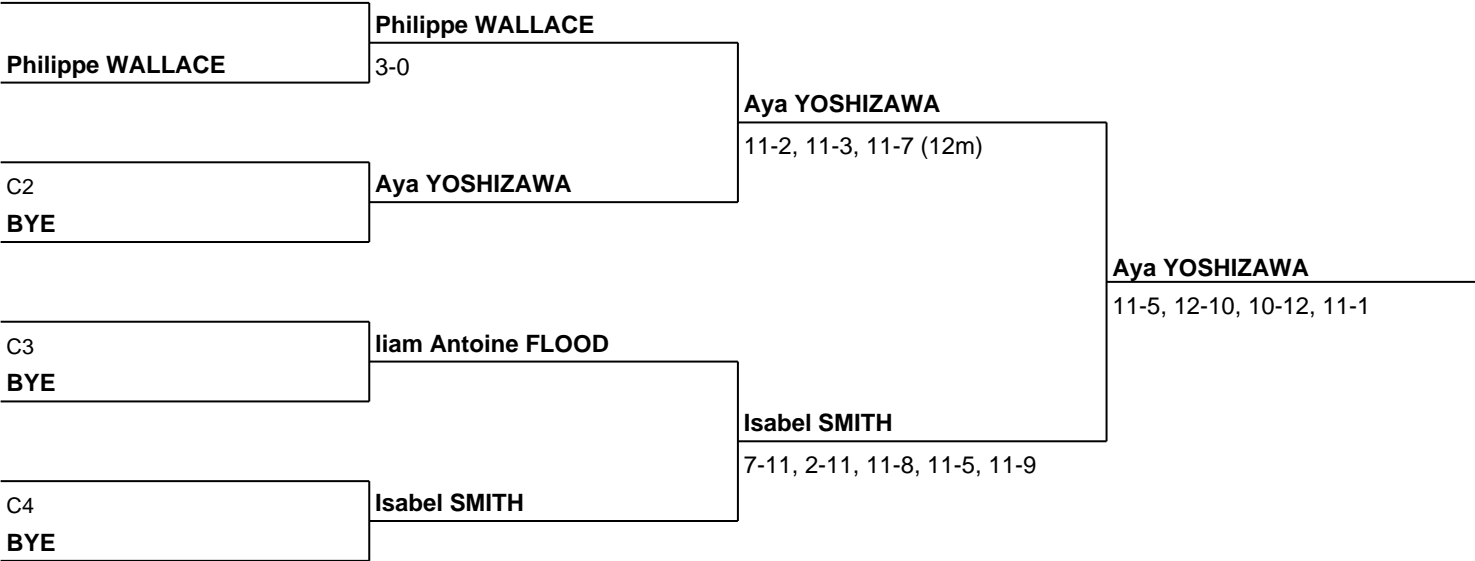 Philippe WALLACE
Philippe WALLACE
3-0
Aya YOSHIZAWA
11-2, 11-3, 11-7 (12m)
C2
BYE
Aya YOSHIZAWA
Aya YOSHIZAWA
11-5, 12-10, 10-12, 11-1
C3
BYE
liam Antoine FLOOD
Isabel SMITH
7-11, 2-11, 11-8, 11-5, 11-9
C4
BYE
Isabel SMITH